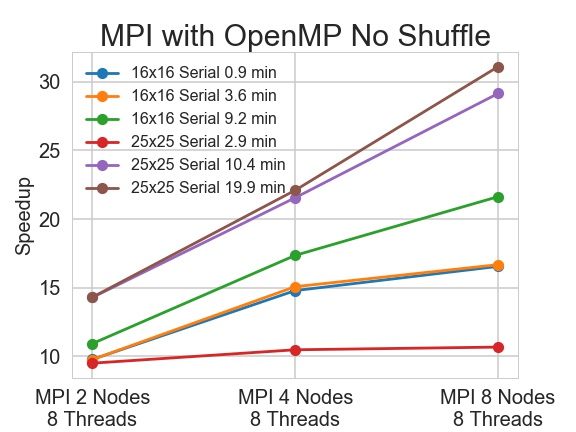 MPI with OpenMP No Shuffle
16x16 Serial 0.9 min
16x16 Serial 3.6 min
16x16 Serial 9.2 min
25x25 Serial 2.9 min
25x25 Serial 10.4 min
25x25 Serial 19.9 min
Speedup
30
25
20
15
10
MPI 2 Nodes
8 Threads
MPI 4 Nodes
8 Threads
MPI 8 Nodes
8 Threads